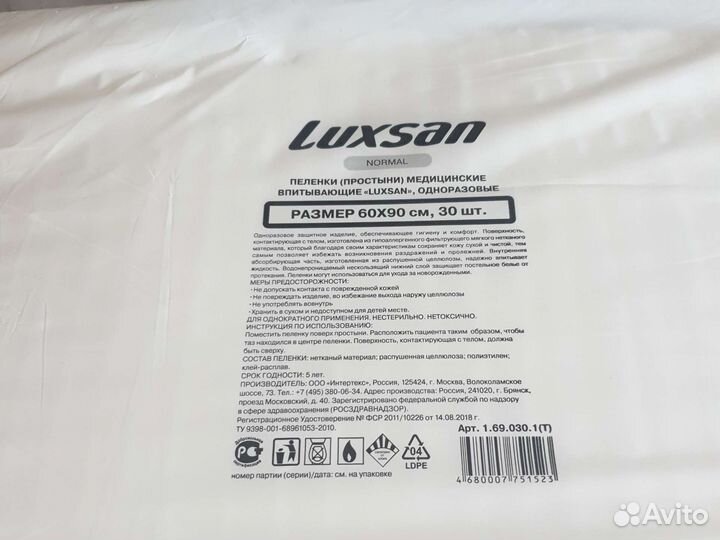 Luxsan
NORMAL
ПЕЛЕНКИ (ПРОСТЫНИ) МЕДИЦИНСКИЕ
ВПИТЫВАЮЩИЕ «LUXSAN», ОДНОРАЗОВЫЕ
РАЗМЕР 60Х90 см, 30 шт.
Одноразовое защитное изделие, обеспечивающее гигиену и комфорт. Поверхность,
контактирующая с телом, изготовлена из гипоаллергенного фильтрующего мягкого нетканого
материала, который благодаря своим характеристикам сохраняет кожу сухой и чистой, тем
самым позволяет избежать возникновения раздражений и пролежней. Внутренняя
абсорбирующая часть, изготовленная из распушенной целлюлозы, надежно впитывает
жидкость. Водонепроницаемый нескользящий нижний слой защищает постельное белье от
протекания. Пеленки могут использоваться для ухода за новорожденными.
МЕРЫ ПРЕДОСТОРОЖНОСТИ:
• Не допускать контакта с поврежденной кожей
• Не повреждать изделие, во избежание выхода наружу целлюлозы
• Не употреблять вовнутрь
• Хранить в сухом и недоступном для детей месте.
ДЛЯ ОДНОКРАТНОГО ПРИМЕНЕНИЯ. НЕСТЕРИЛЬНО. НЕТОКСИЧНО.
ИНСТРУКЦИЯ ПО ИСПОЛЬЗОВАНИЮ:
Поместить пеленку поверх простыни. Расположить пациента таким образом, чтобы
таз находился в центре пеленки. Поверхность, контактирующая с телом, должна
быть сверху.
СОСТАВ ПЕЛЕНКИ: нетканый материал; распушенная целлюлоза; полиэтилен;
клей-расплав.
СРОК ГОДНОСТИ: 5 лет.
ПРОИЗВОДИТЕЛЬ: ООО «Интертекс», Россия, 125424, г. Москва, Волоколамское
шоссе, 73. Тел.: +7 (495) 380-06-34. Адрес производства: Россия, 241020, г. Брянск,
проезд Московский, д. 40. Зарегистрировано федеральной службой по надзору
в сфере здравоохранения (РОСЗДРАВНАДЗОР).
Регистрационное Удостоверение № ФСР 2011/10226 от 14.08.2018 г.
ТУ 9398-001-68961053-2010.
Арт. 1.69.030.1(Т)
Добровольная
РС
сертификация
04
LDPE
номер партии (серии)/дата: см. на упаковке
4 680007 751523
Avito